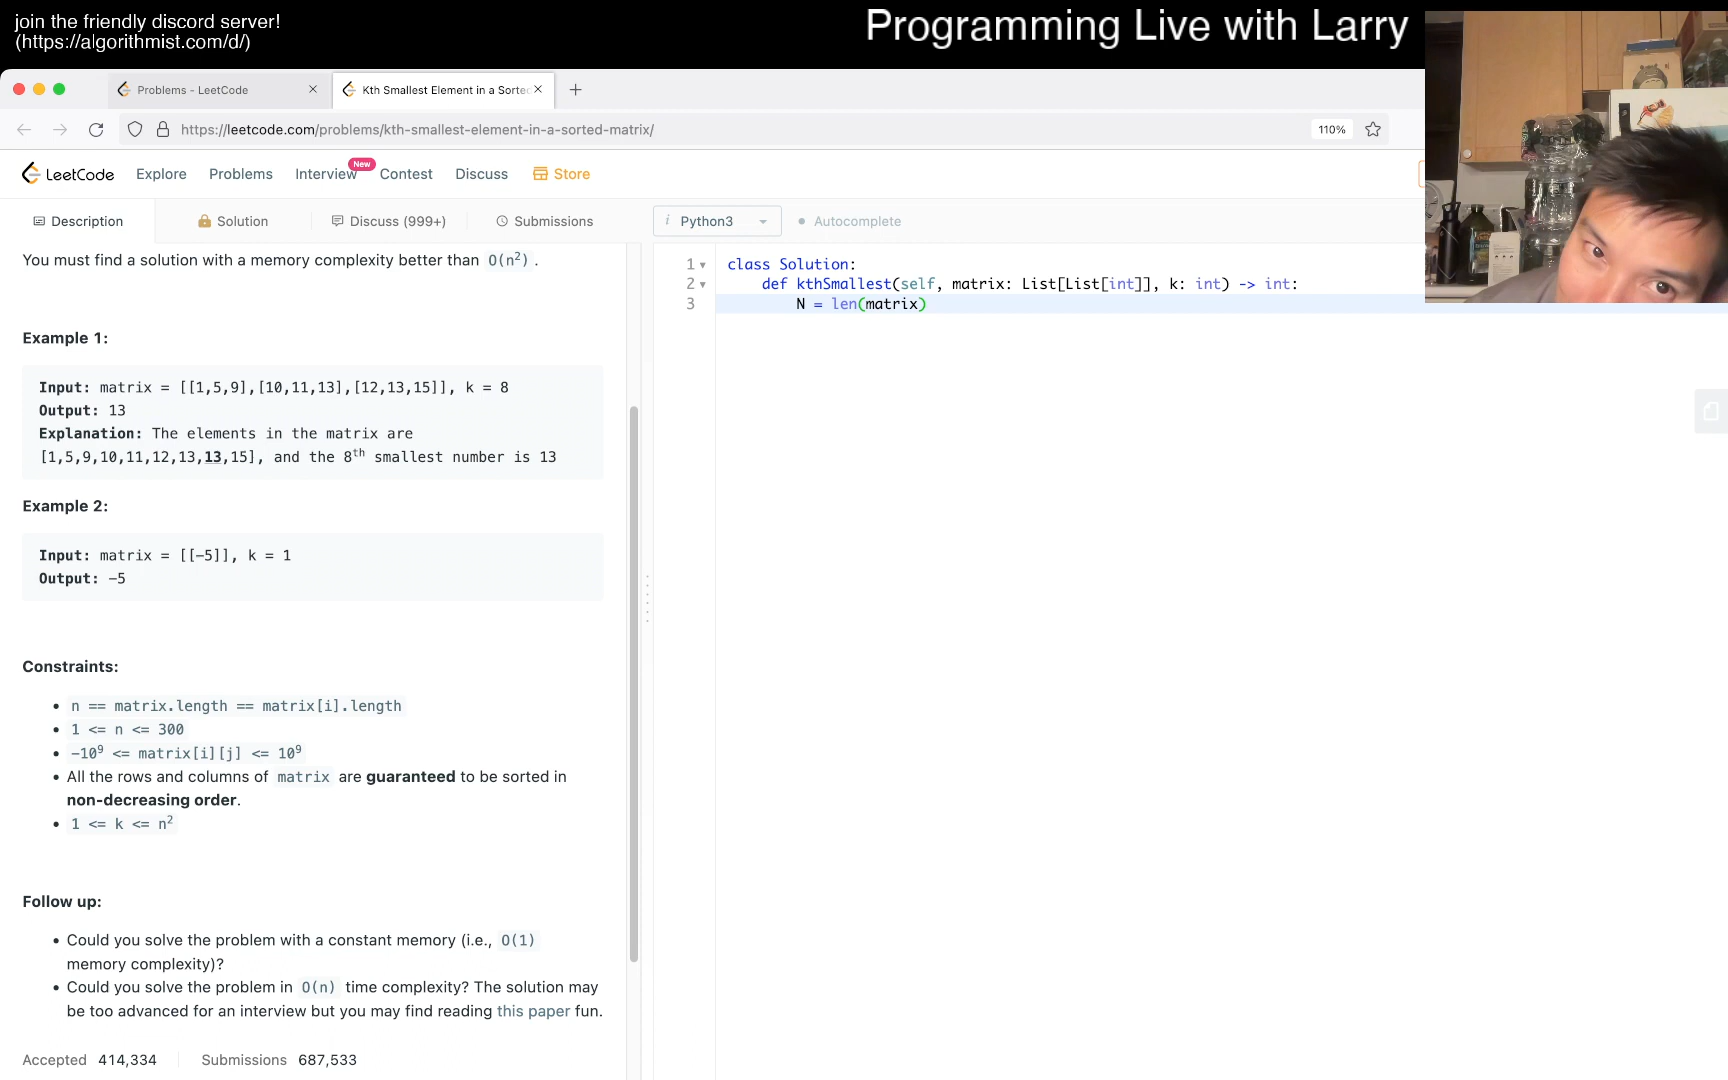 join the friendly discord server!
(https://algorithmist.com/d/)
Programming Live with Larry
Problems - LeetCode
Kth Smallest Element in a Sorte
https://leetcode.com/problems/kth-smallest-element-in-a-sorted-matrix/
110%
LeetCode
Explore
Problems
Interview
New
Contest
Discuss
Store
Description
Solution
Discuss (999+)
Submissions
i Python3
Autocomplete
You must find a solution with a memory complexity better than O(n²).
Example 1:
Input: matrix = [[1,5,9],[10,11,13],[12,13,15]], k = 8
Output: 13
Explanation: The elements in the matrix are
[1,5,9,10,11,12,13,13,15], and the 8th smallest number is 13
Example 2:
Input: matrix = [[-5]], k = 1
Output: -5
Constraints:
• n == matrix.length == matrix[i].length
• 1 <= n <= 300
• -10⁹ <= matrix[i][j] <= 10⁹
• All the rows and columns of matrix are guaranteed to be sorted in
non-decreasing order.
• 1 <= k <= n²
Follow up:
• Could you solve the problem with a constant memory (i.e., O(1)
memory complexity)?
• Could you solve the problem in O(n) time complexity? The solution may
be too advanced for an interview but you may find reading this paper fun.
Accepted 414,334
Submissions 687,533
1 class Solution:
2 def kthSmallest(self, matrix: List[List[int]], k: int) -> int:
3 N = len(matrix)